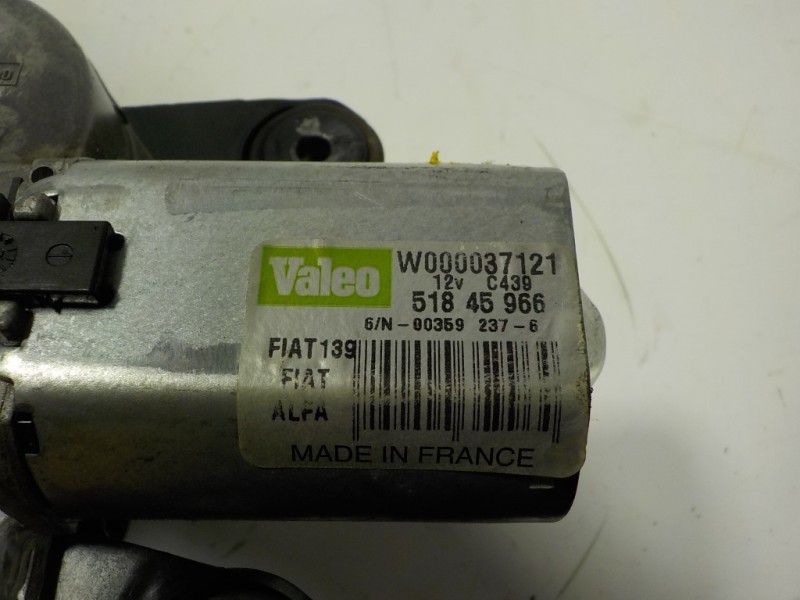 Valeo W000037121
12v C439
518 45 966
6/N-00359 237-6
FIAT139
FIAT
ALFA
MADE IN FRANCE